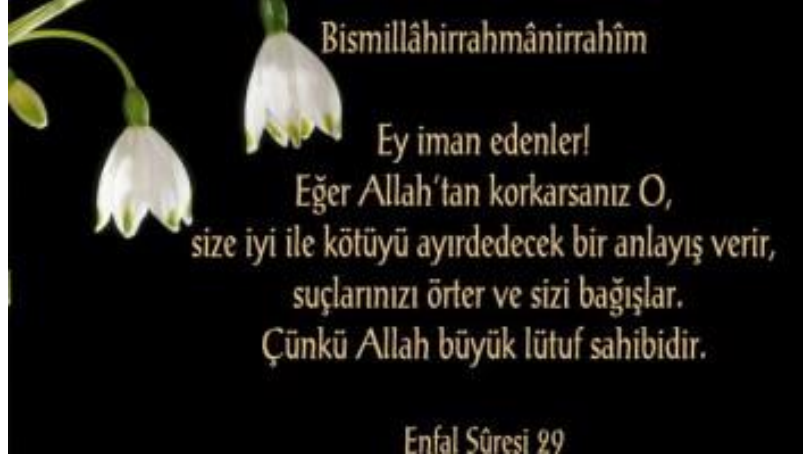 Bismillâhirrahmânirrahîm
Ey iman edenler!
Eğer Allah'tan korkarsanız O,
size iyi ile kötüyü ayırdedecek bir anlayış verir,
suçlarınızı örter ve sizi bağışlar.
Çünkü Allah büyük lütuf sahibidir.
Enfal Sûresi 29